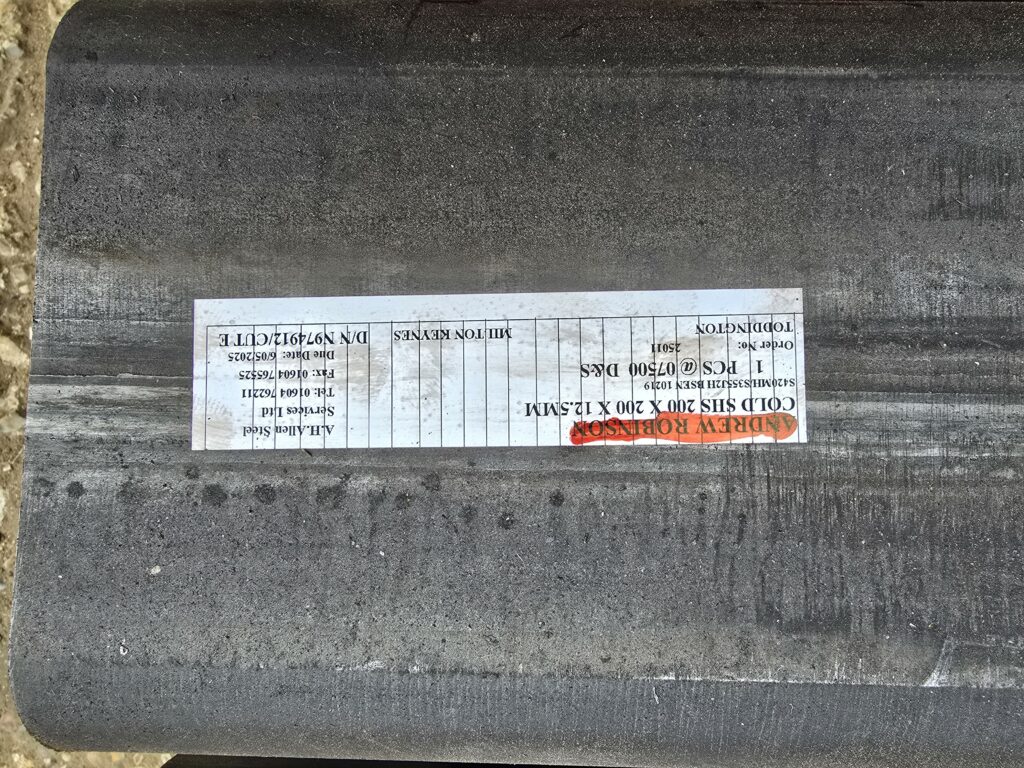 ANDREW ROBINSON
COLD SHS 200 X 200 X 12.5MM
S420MH/S355J2H BSEN 10219
1 PCS @ 07500 D&S
Order No: 25011
TODDINGTON
MILTON KEYNES
A.H.Allen Steel
Services Ltd
Tel: 01604 762211
Fax: 01604 765525
Due Date: 6/05/2025
D/N N974912/CUT E